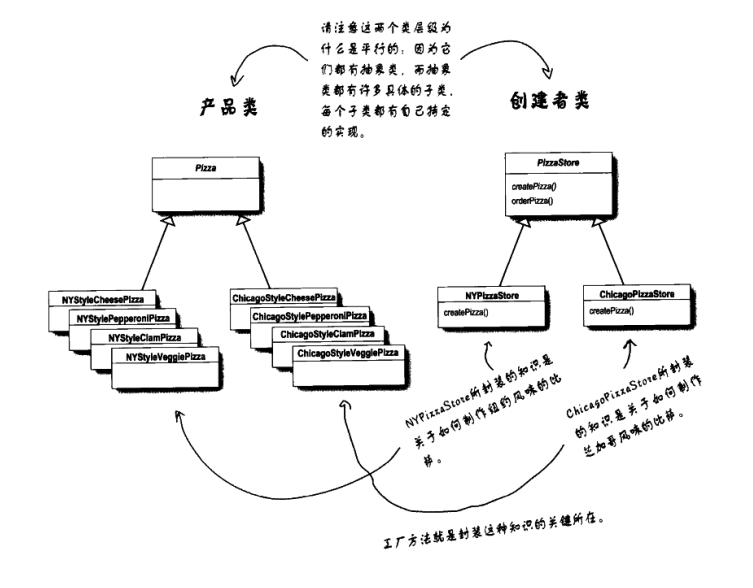 请注意这两个类层级为
什么是平行的：因为它
们都有抽象类，而抽象
类都有许多具体的子类，
每个子类都有自己特定
的实现。
产品类
创建者类
Pizza
PizzaStore
createPizza()
orderPizza()
NYStyleCheesePizza
NYStylePepperoniPizza
NYStyleClamPizza
NYStyleVeggiePizza
ChicagoStyleCheesePizza
ChicagoStylePepperoniPizza
ChicagoStyleClamPizza
ChicagoStyleVeggiePizza
NYPizzaStore
createPizza()
ChicagoPizzaStore
createPizza()
NYPizzaStore所封装的知识是
关于如何制作纽约风味的比
萨。
ChicagoPizzaStore所封装
的知识是关于如何制作
芝加哥风味的比萨。
工厂方法就是封装这种知识的关键所在。